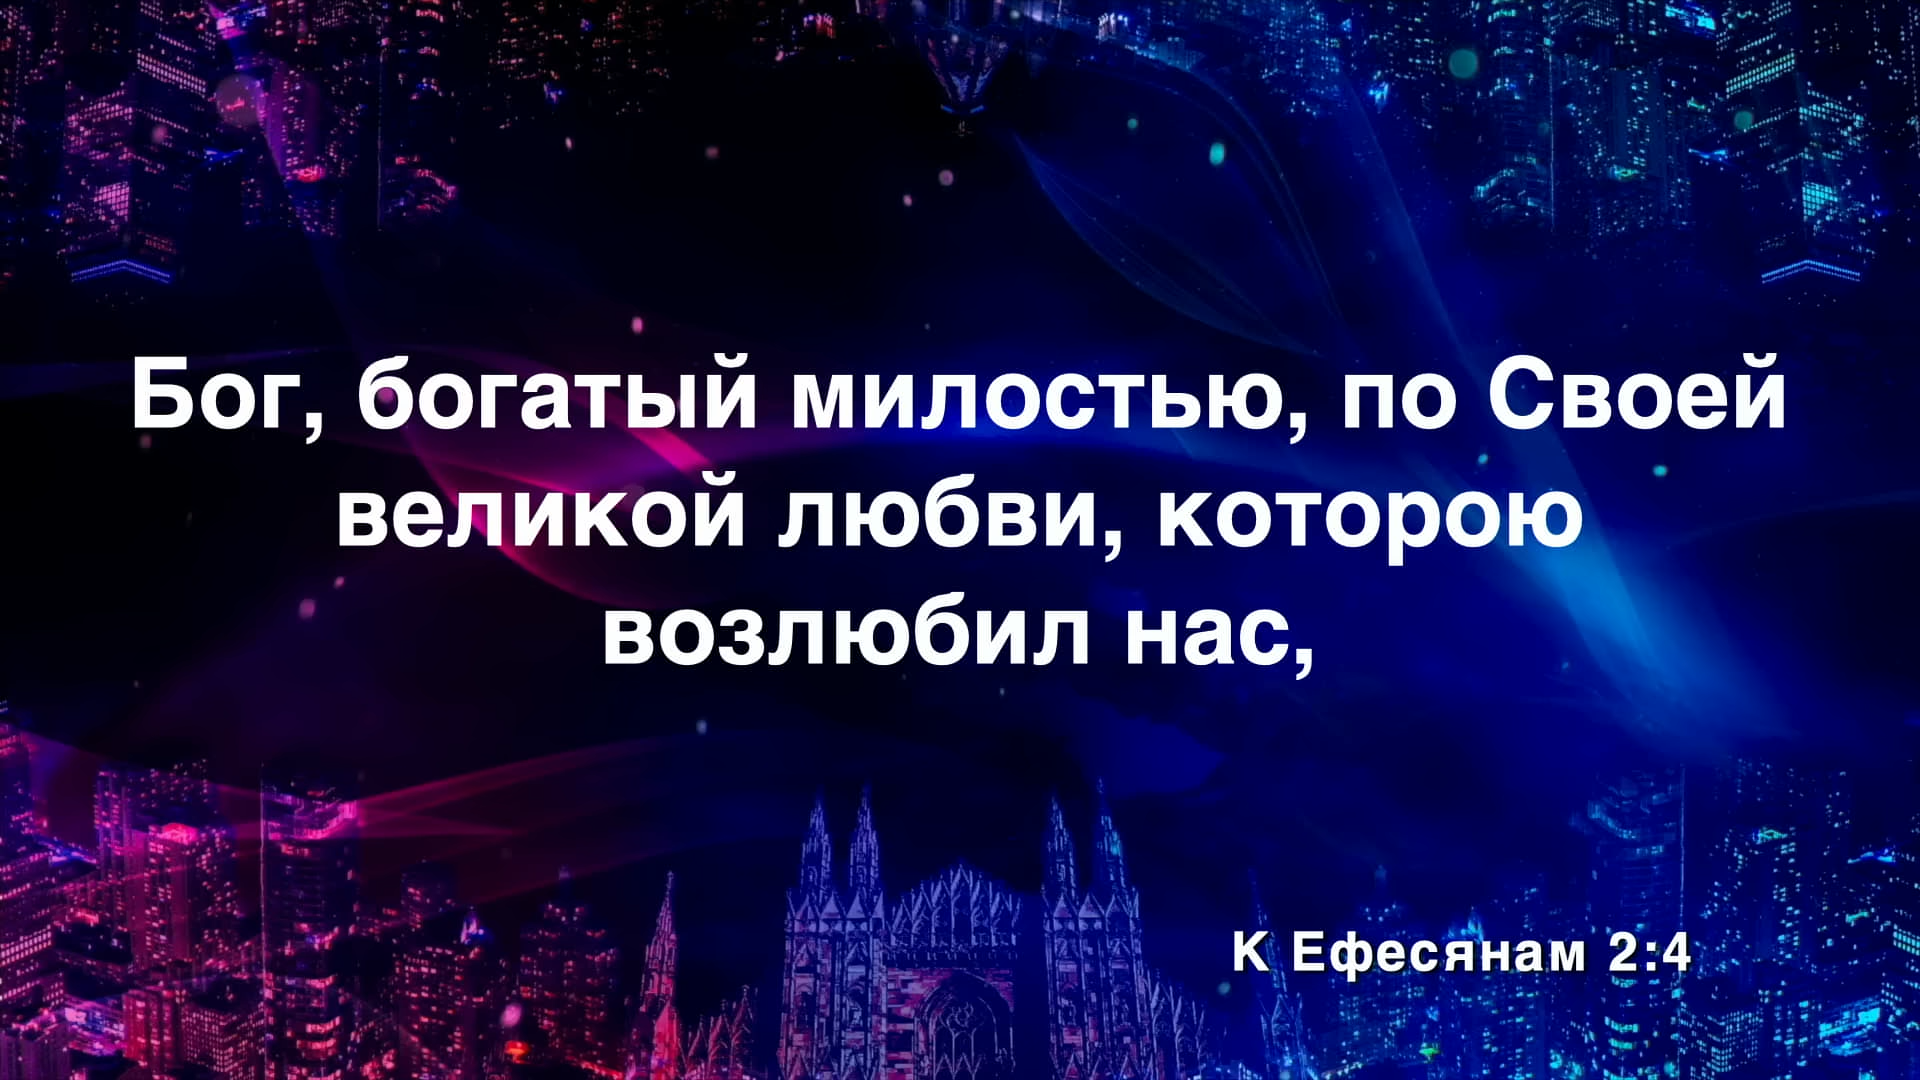 Бог, богатый милостью, по Своей
великой любви, которою
возлюбил нас,
К Ефесянам 2:4